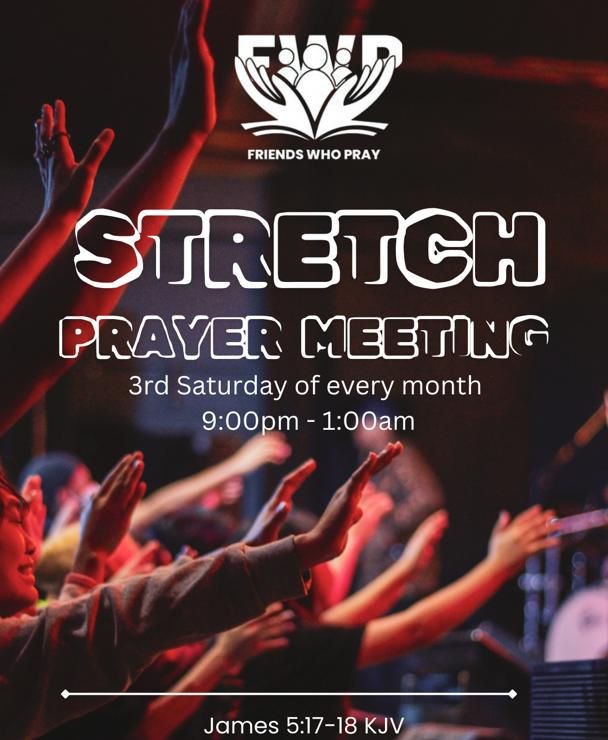 FWP
FRIENDS WHO PRAY
STRETCH
PRAYER MEETING
3rd Saturday of every month
9:00pm - 1:00am
James 5:17-18 KJV